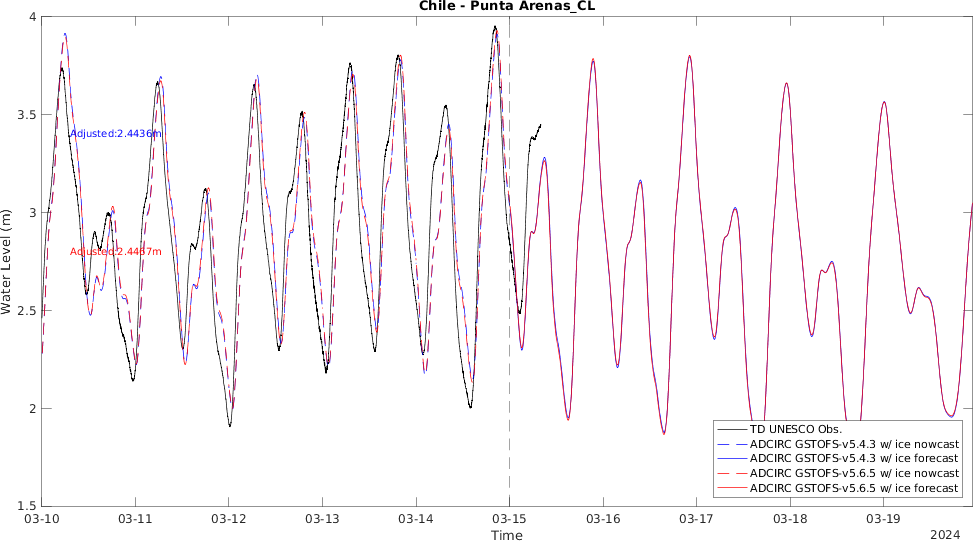 Chile - Punta Arenas_CL
4
3.5
3
2.5
2
1.5
Water Level (m)
Adjusted:2.4436m
Adjusted:2.4467m
TD UNESCO Obs.
ADCIRC GSTOFS-v5.4.3 w/ ice nowcast
ADCIRC GSTOFS-v5.4.3 w/ ice forecast
ADCIRC GSTOFS-v5.6.5 w/ ice nowcast
ADCIRC GSTOFS-v5.6.5 w/ ice forecast
03-10 03-11 03-12 03-13 03-14 03-15 03-16 03-17 03-18 03-19
Time
2024